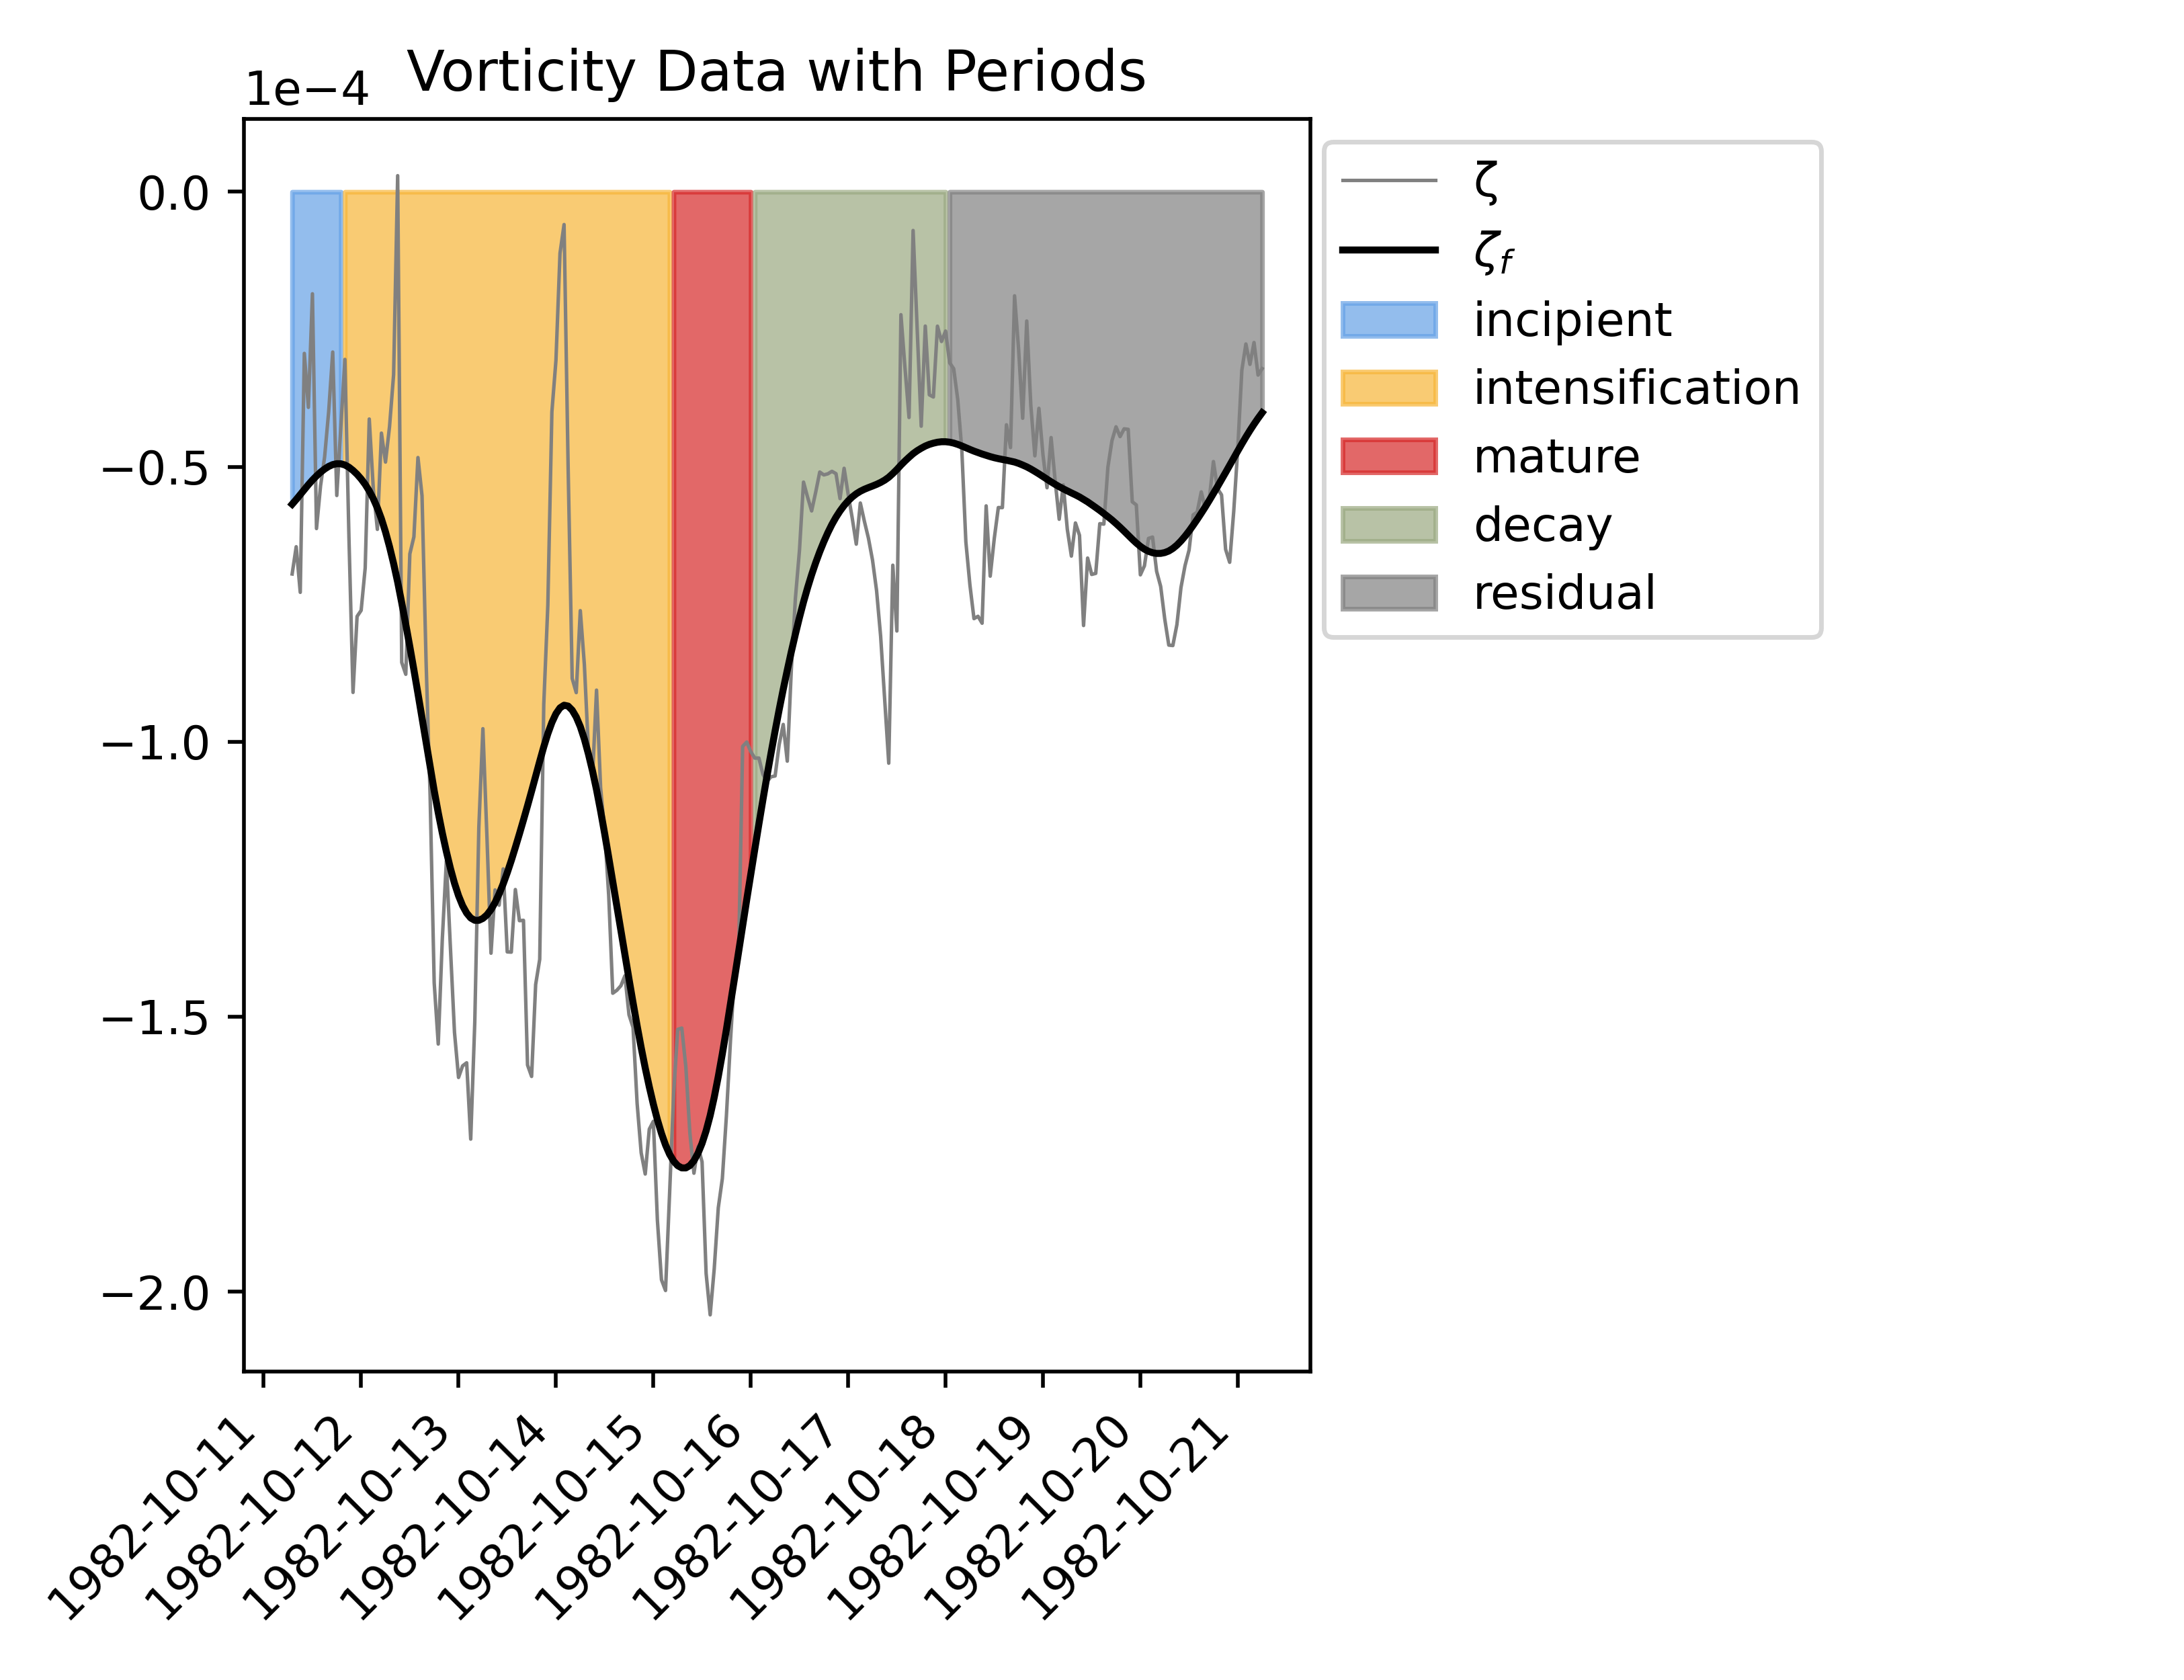 Vorticity Data with Periods
1e−4
0.0
−0.5
−1.0
−1.5
−2.0
1982-10-11
1982-10-12
1982-10-13
1982-10-14
1982-10-15
1982-10-16
1982-10-17
1982-10-18
1982-10-19
1982-10-20
1982-10-21
ζ
ζf
incipient
intensification
mature
decay
residual